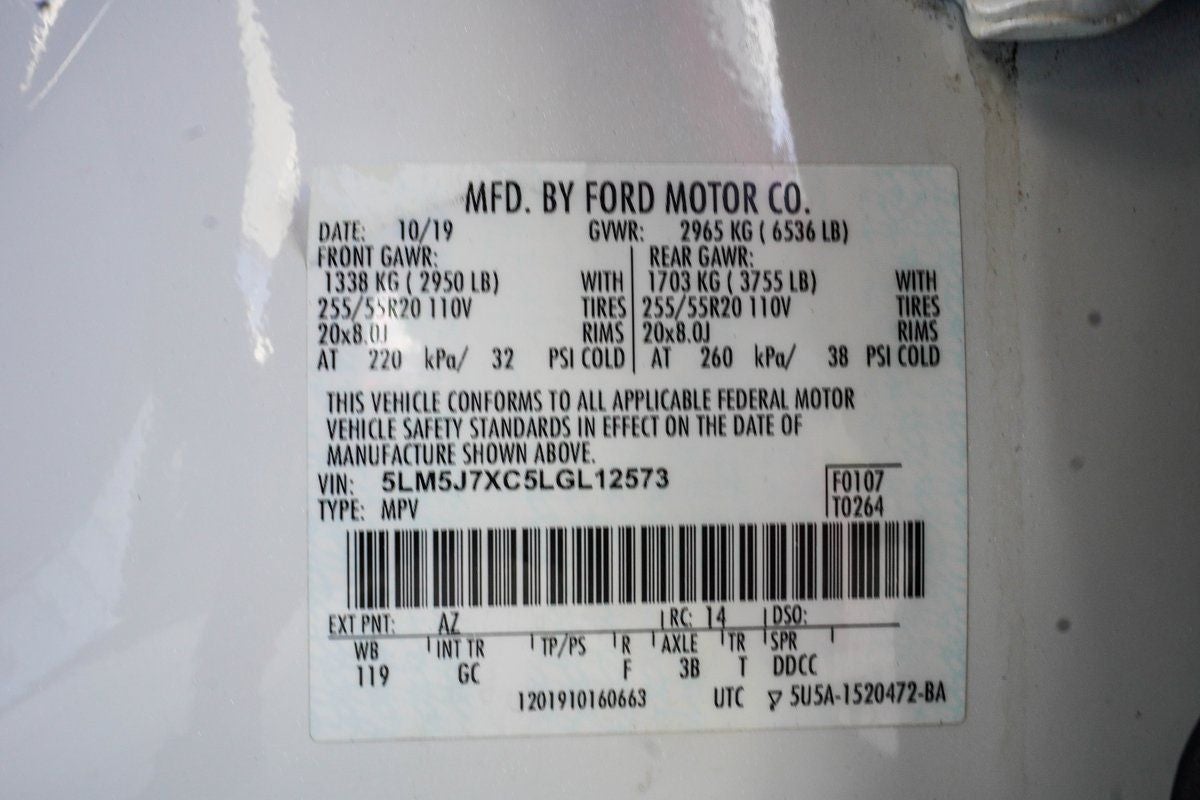 MFD. BY FORD MOTOR CO.
DATE: 10/19 GVWR: 2965 KG ( 6536 LB)
FRONT GAWR: REAR GAWR:
1338 KG ( 2950 LB) WITH 1703 KG ( 3755 LB) WITH
255/55R20 110V TIRES 255/55R20 110V TIRES
20x8.0J RIMS 20x8.0J RIMS
AT 220 kPa/ 32 PSI COLD AT 260 kPa/ 38 PSI COLD
THIS VEHICLE CONFORMS TO ALL APPLICABLE FEDERAL MOTOR
VEHICLE SAFETY STANDARDS IN EFFECT ON THE DATE OF
MANUFACTURE SHOWN ABOVE.
VIN: 5LM5J7XC5LGL12573 F0107
TYPE: MPV T0264
EXT PNT: AZ RC: 14 DSO:
WB INT TR TP/PS R AXLE TR SPR
119 GC F 3B T DDCC
1201910160663 UTC 5U5A-1520472-BA